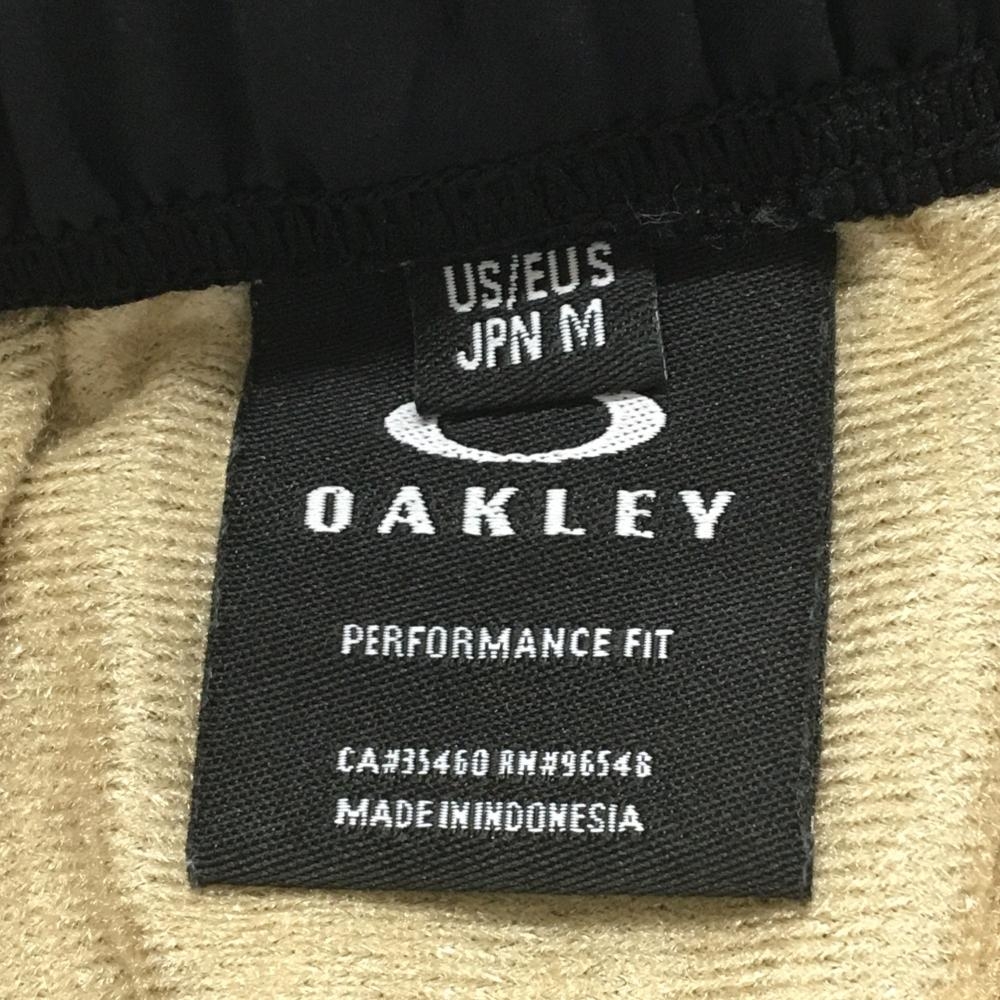 US/EU S
JPN M
OAKLEY
PERFORMANCE FIT
CA#35460 RN#96548
MADE IN INDONESIA